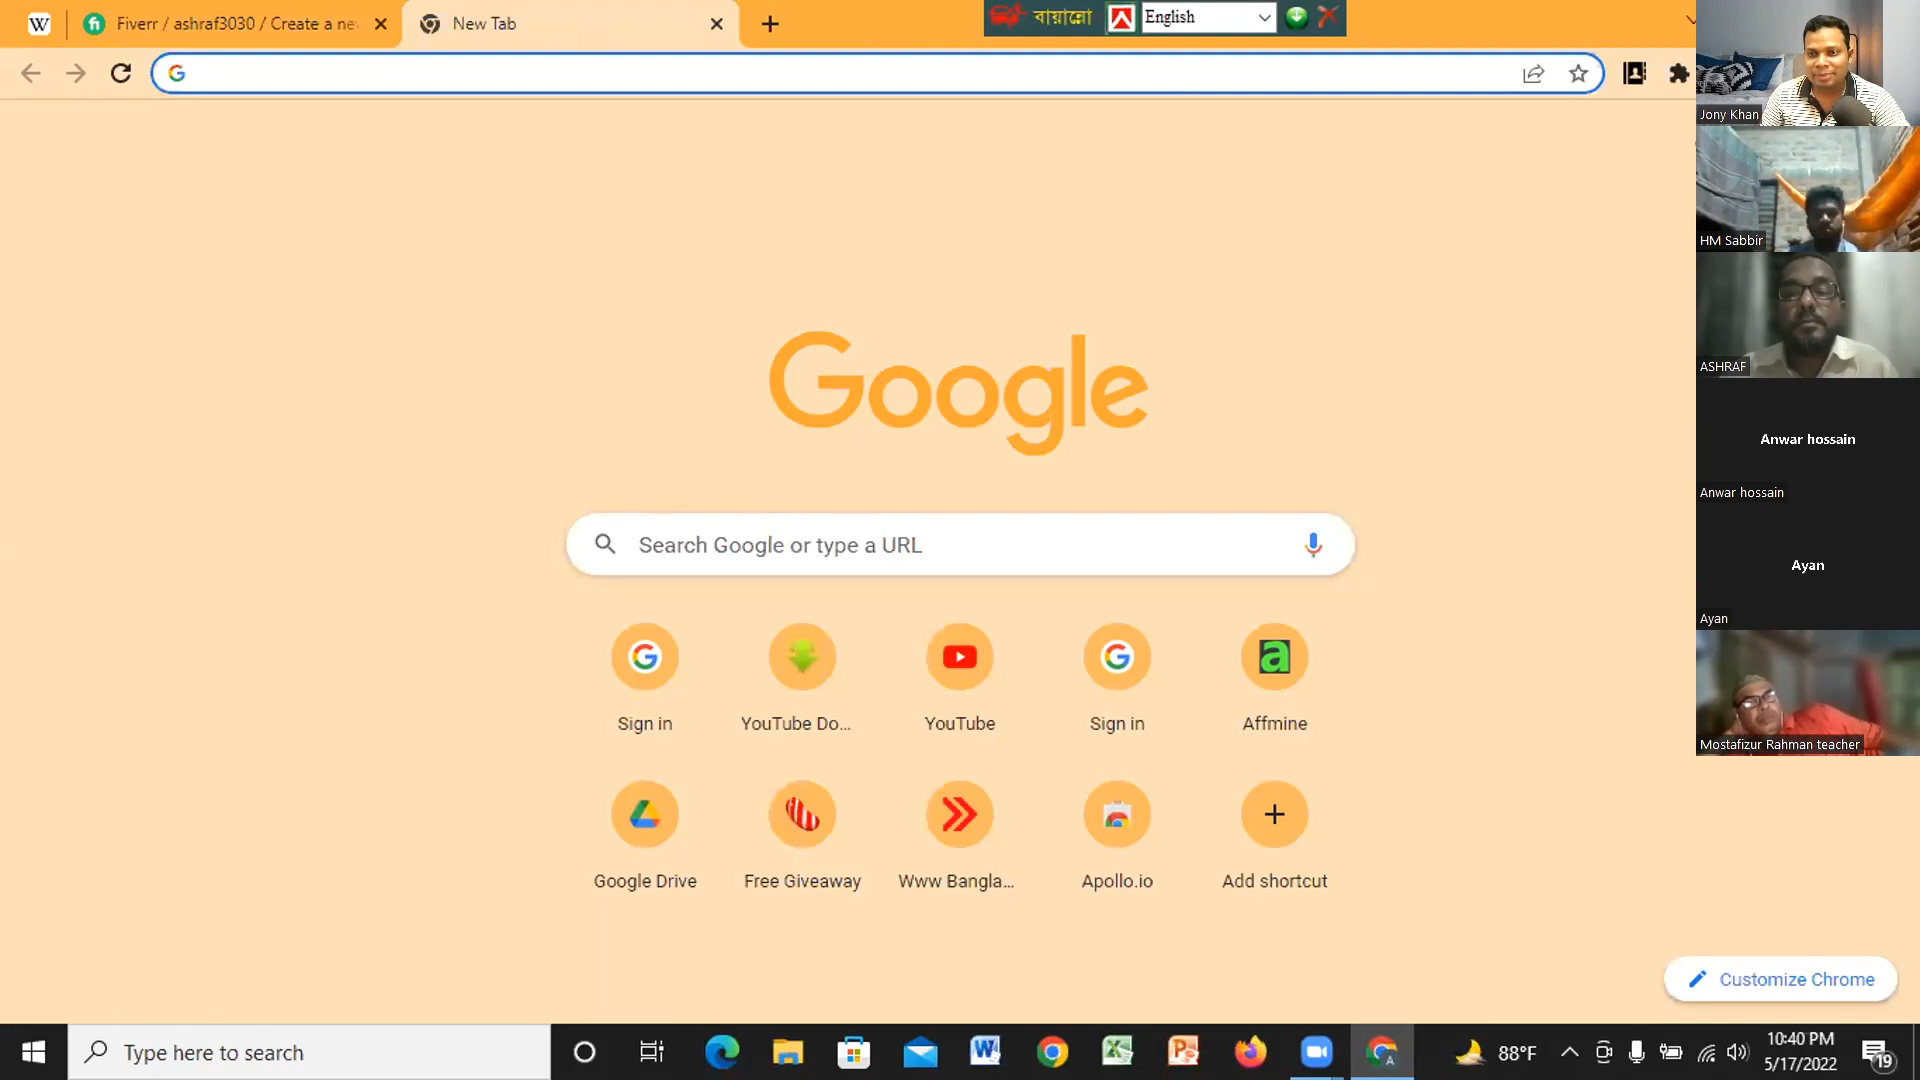 Fiverr / ashraf3030 / Create a ne
New Tab
বায়ান্নো
English
Jony Khan
HM Sabbir
ASHRAF
Anwar hossain
Anwar hossain
Ayan
Ayan
Mostafizur Rahman teacher
Google
Search Google or type a URL
Sign in
YouTube Do...
YouTube
Sign in
Affmine
Google Drive
Free Giveaway
Www Bangla...
Apollo.io
Add shortcut
Customize Chrome
Type here to search
88°F
10:40 PM
5/17/2022
19